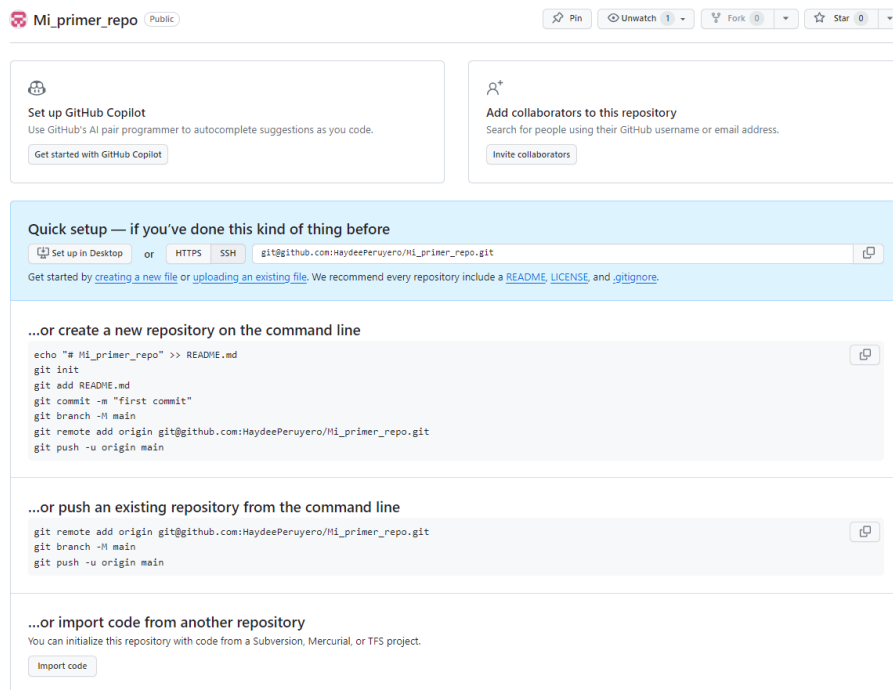 Mi_primer_repo Public
Pin Unwatch 1 Fork 0 Star 0
Set up GitHub Copilot
Use GitHub's AI pair programmer to autocomplete suggestions as you code.
Get started with GitHub Copilot
Add collaborators to this repository
Search for people using their GitHub username or email address.
Invite collaborators
Quick setup — if you've done this kind of thing before
Set up in Desktop or HTTPS SSH git@github.com:HaydeePeruyero/Mi_primer_repo.git
Get started by creating a new file or uploading an existing file. We recommend every repository include a README, LICENSE, and .gitignore.
...or create a new repository on the command line
echo "# Mi_primer_repo" >> README.md
git init
git add README.md
git commit -m "first commit"
git branch -M main
git remote add origin git@github.com:HaydeePeruyero/Mi_primer_repo.git
git push -u origin main
...or push an existing repository from the command line
git remote add origin git@github.com:HaydeePeruyero/Mi_primer_repo.git
git branch -M main
git push -u origin main
...or import code from another repository
You can initialize this repository with code from a Subversion, Mercurial, or TFS project.
Import code